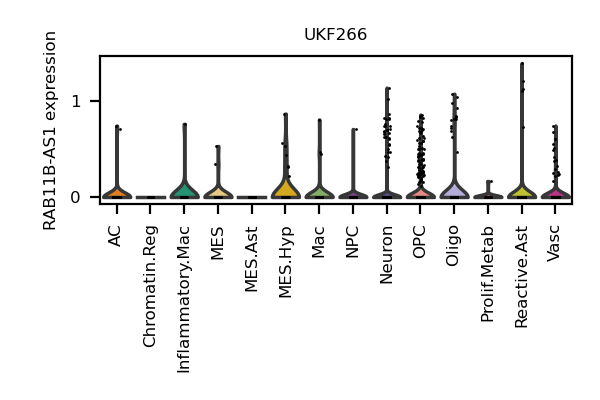 UKF266
RAB11B-AS1 expression
1
0
AC
Chromatin.Reg
Inflammatory.Mac
MES
MES.Ast
MES.Hyp
Mac
NPC
Neuron
OPC
Oligo
Prolif.Metab
Reactive.Ast
Vasc